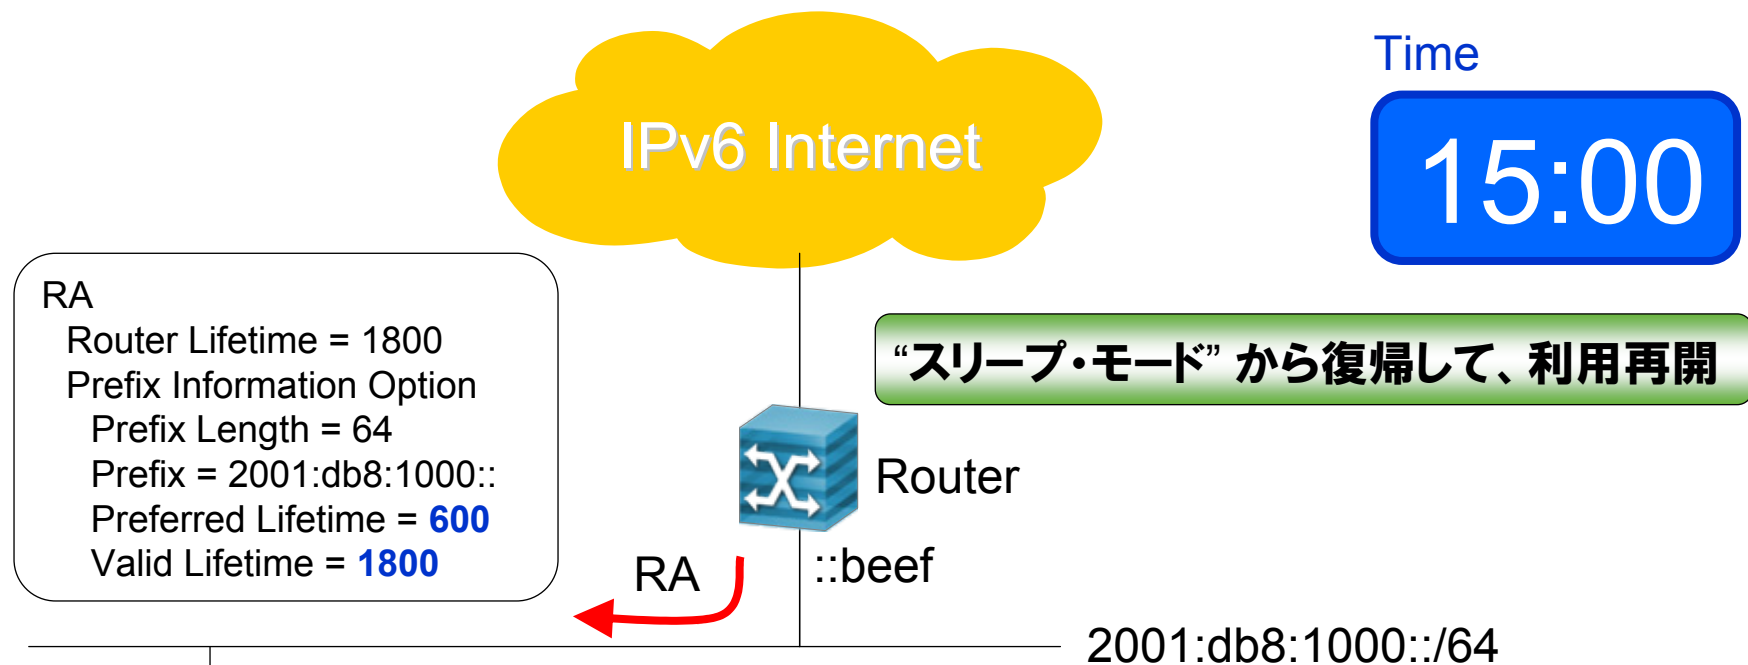 Time
15:00
IPv6 Internet
RA
Router Lifetime = 1800
Prefix Information Option
Prefix Length = 64
Prefix = 2001:db8:1000::
Preferred Lifetime = 600
Valid Lifetime = 1800
“スリープ・モード” から復帰して、利用再開
Router
RA
::beef
2001:db8:1000::/64